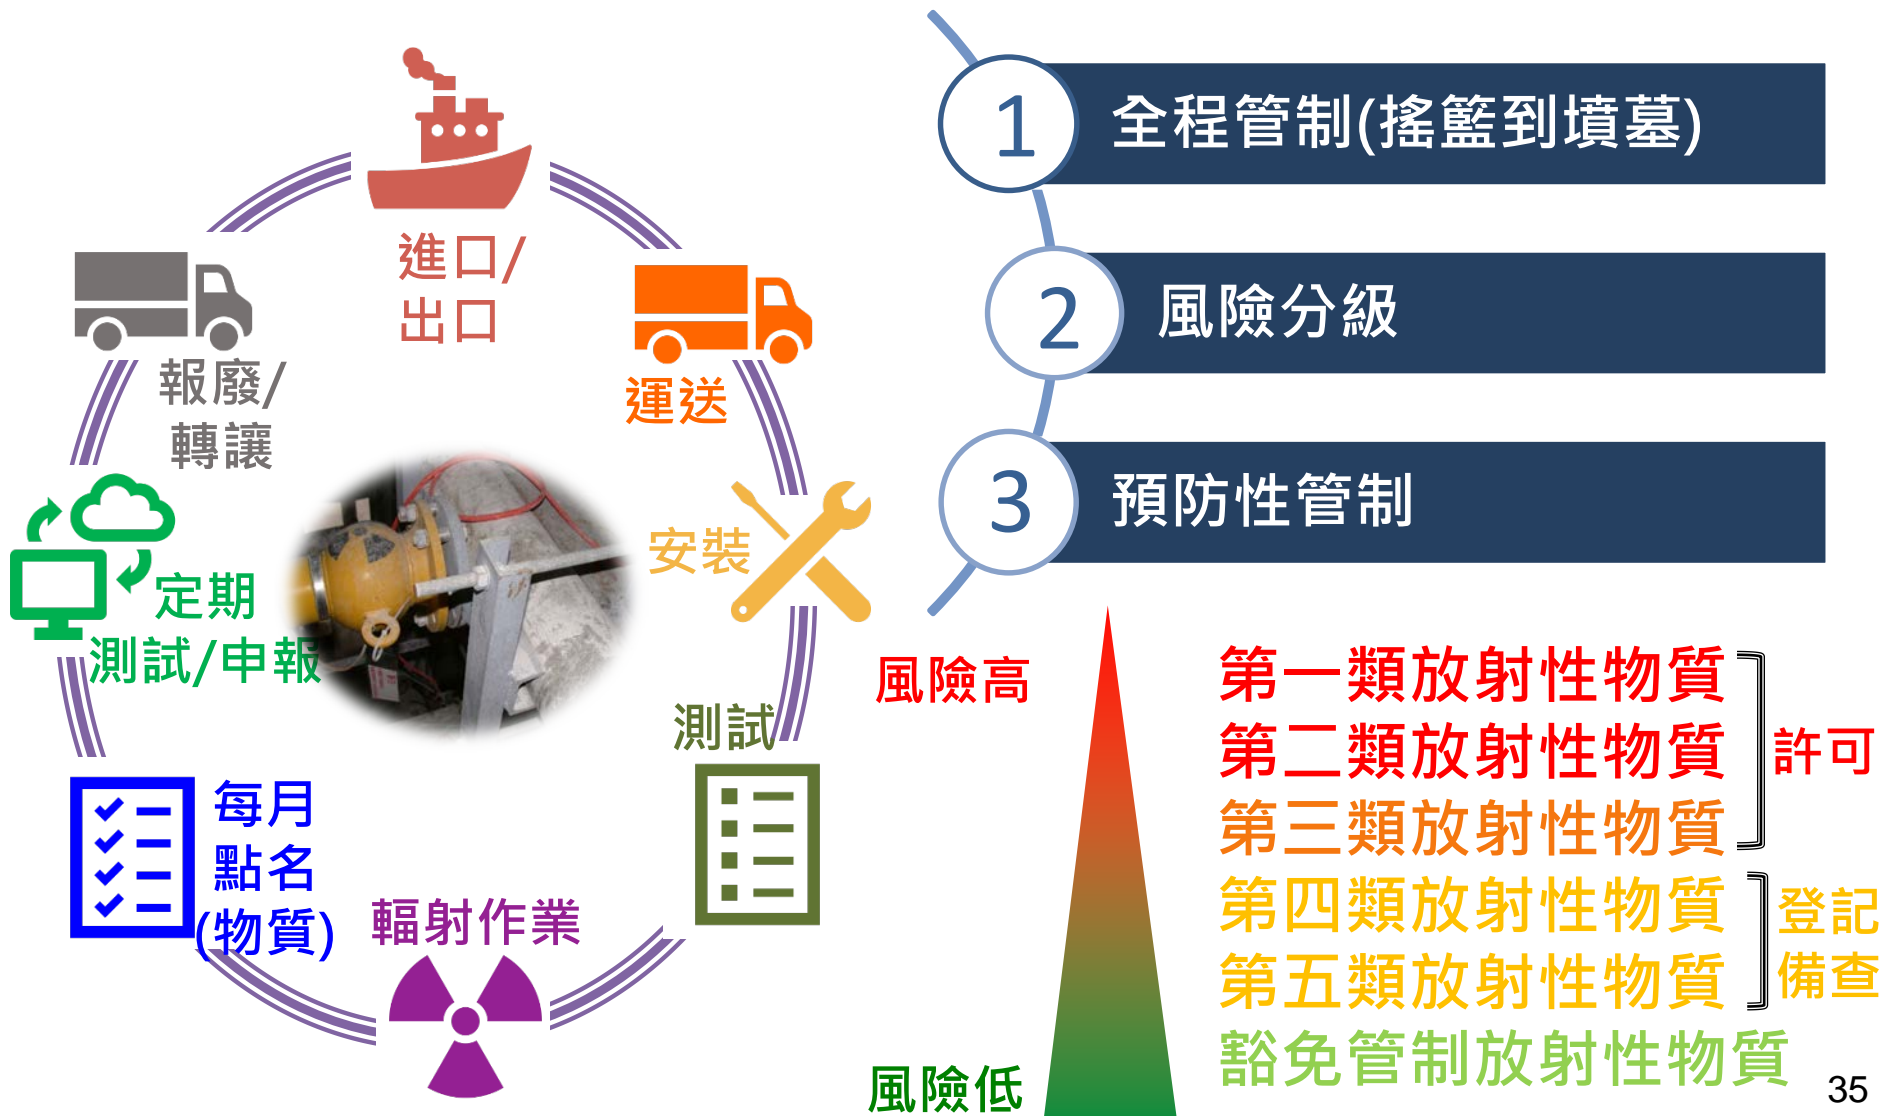 進口/
出口
運送
安裝
測試
輻射作業
每月
點名
(物質)
定期
測試/申報
報廢/
轉讓
1
全程管制(搖籃到墳墓)
2
風險分級
3
預防性管制
風險高
風險低
第一類放射性物質
第二類放射性物質
第三類放射性物質
許可
第四類放射性物質
第五類放射性物質
登記
備查
豁免管制放射性物質
35